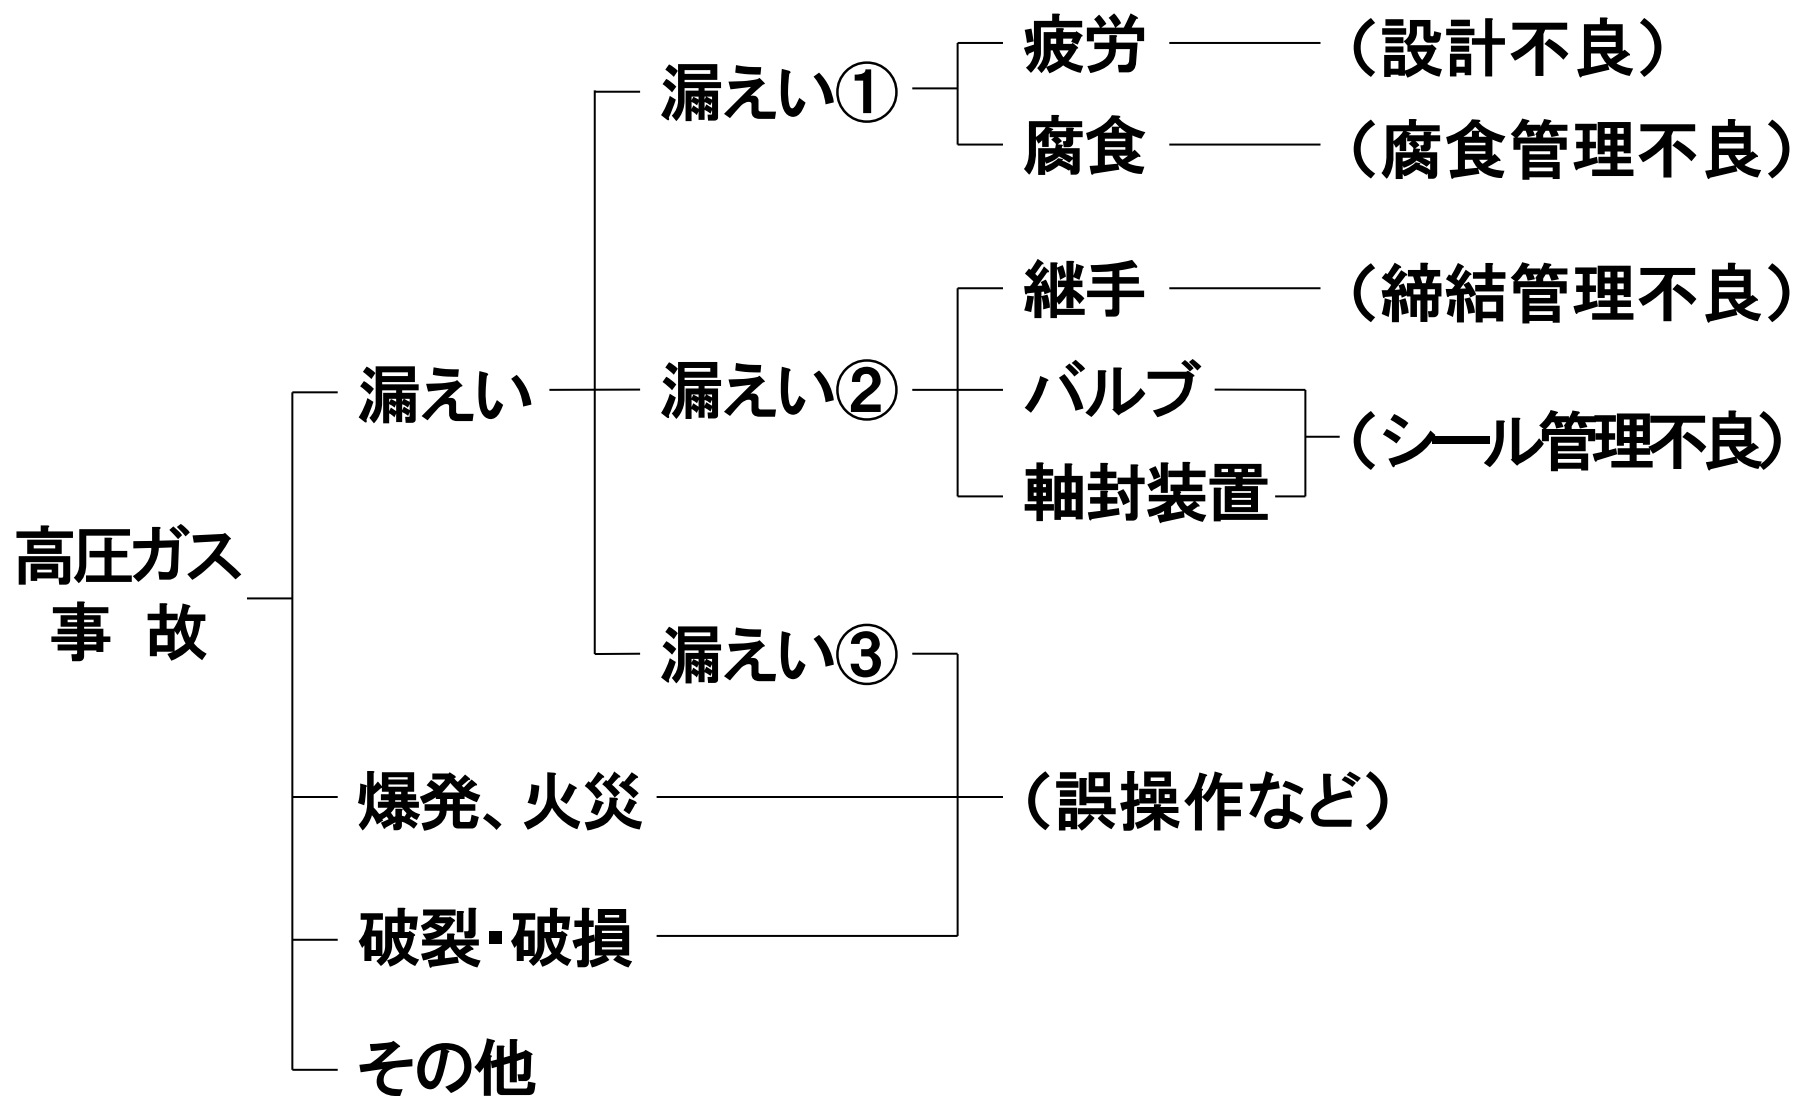 疲労
（設計不良）
漏えい①
腐食
（腐食管理不良）
継手
（締結管理不良）
漏えい
漏えい②
バルブ
（シール管理不良）
軸封装置
高圧ガス
事　故
漏えい③
爆発、火災
（誤操作など）
破裂・破損
その他